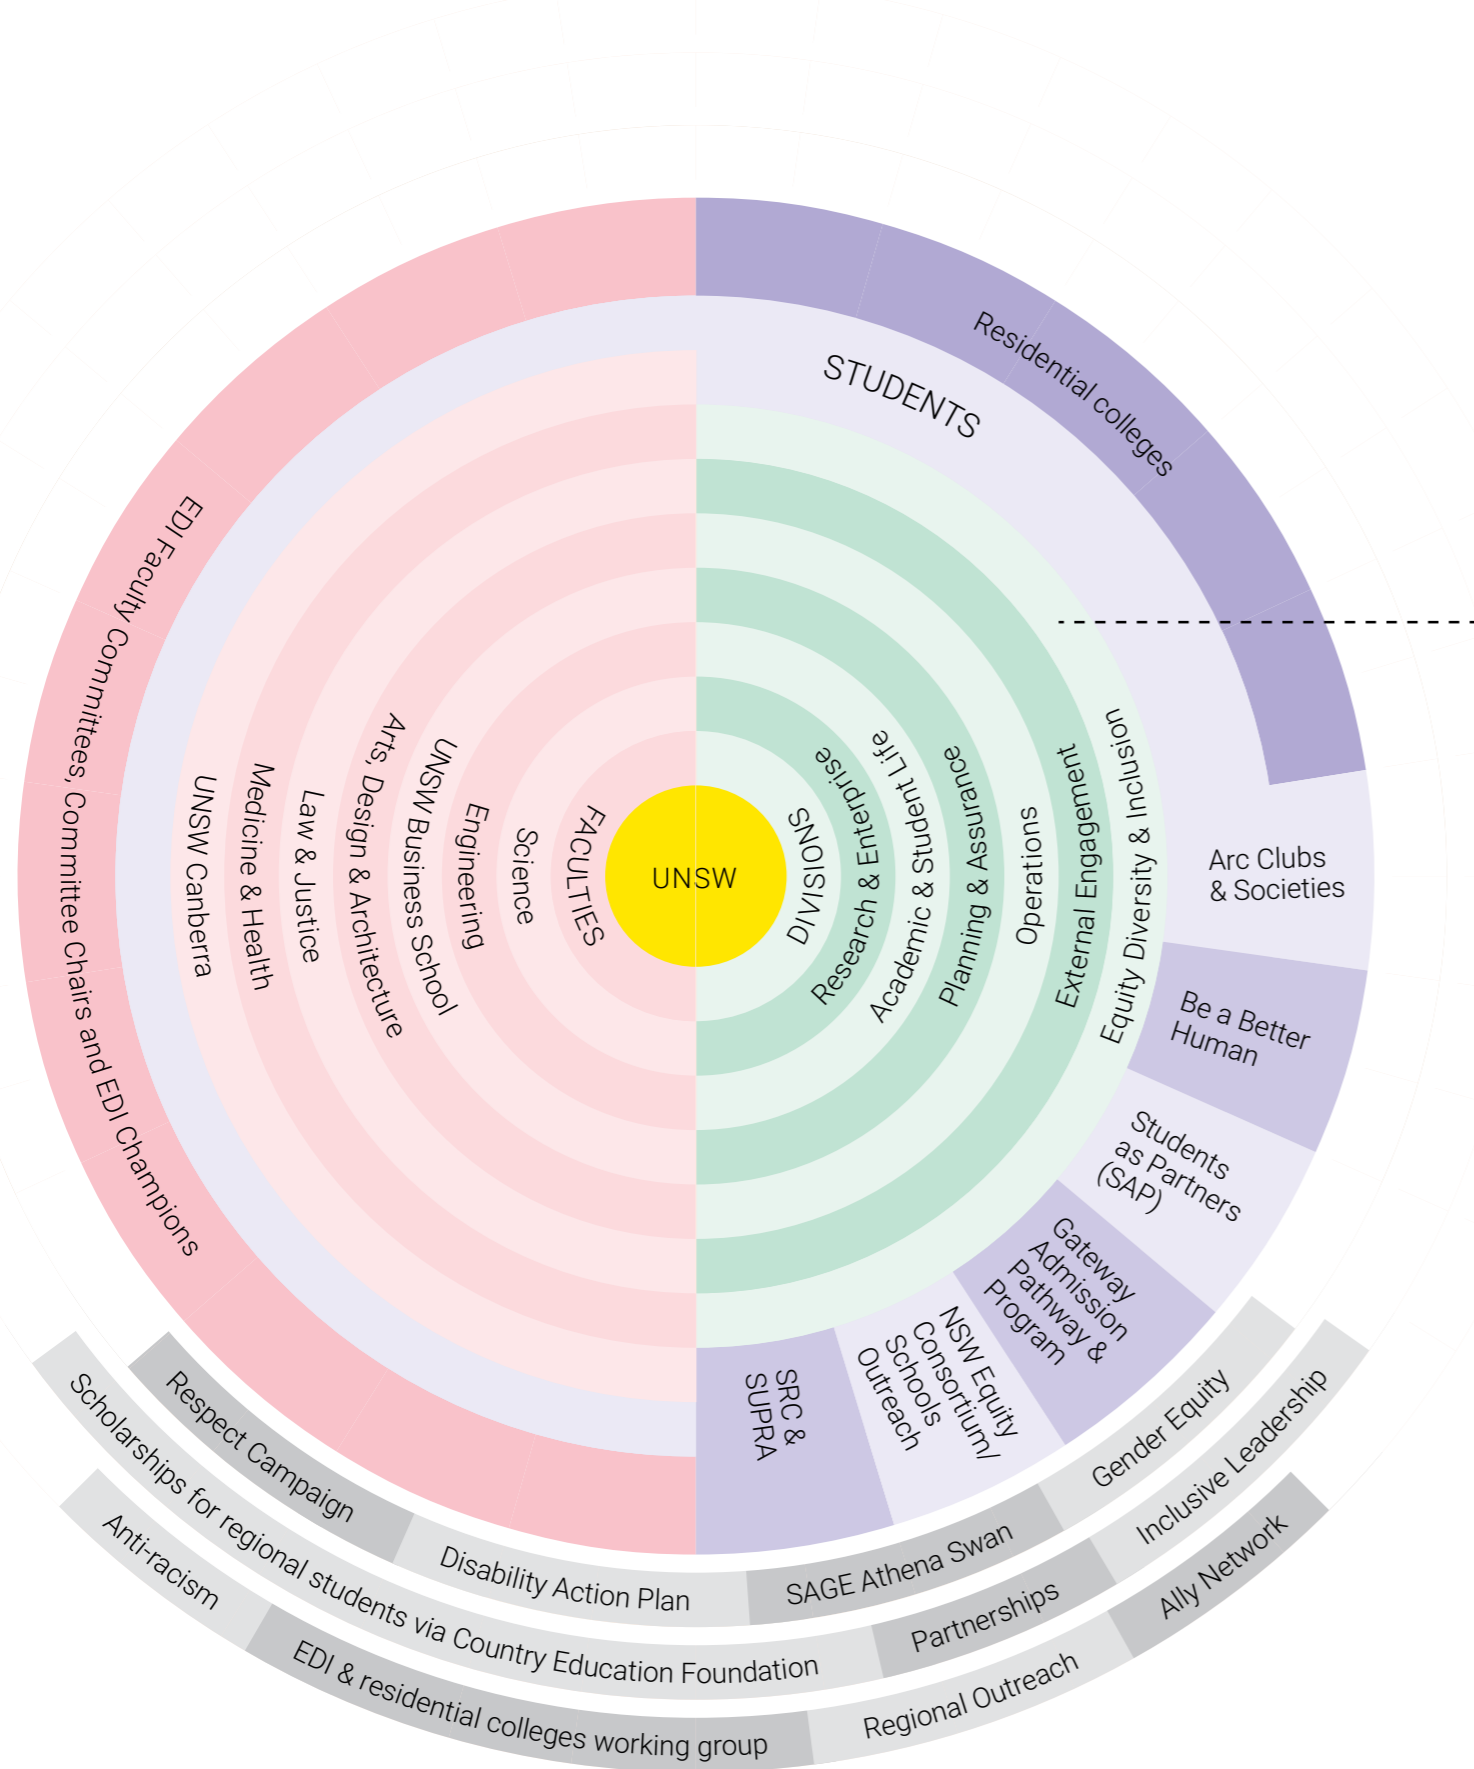 Residential colleges
STUDENTS
EDI Faculty Committees, Committee Chairs and EDI Champions
UNSW Canberra
Medicine & Health
Law & Justice
Arts, Design & Architecture
UNSW Business School
Engineering
Science
FACULTIES
UNSW
DIVISIONS
Research & Enterprise
Academic & Student Life
Planning & Assurance
Operations
External Engagement
Equity Diversity & Inclusion
Arc Clubs
& Societies
Be a Better
Human
Students
as Partners
(SAP)
Gateway
Admission
Pathway &
Program
NSW Equity
Consortium/
Schools
Outreach
SRC &
SUPRA
Respect Campaign
Disability Action Plan
SAGE Athena Swan
Gender Equity
Scholarships for regional students via Country Education Foundation
Partnerships
Inclusive Leadership
Anti-racism
EDI & residential colleges working group
Regional Outreach
Ally Network